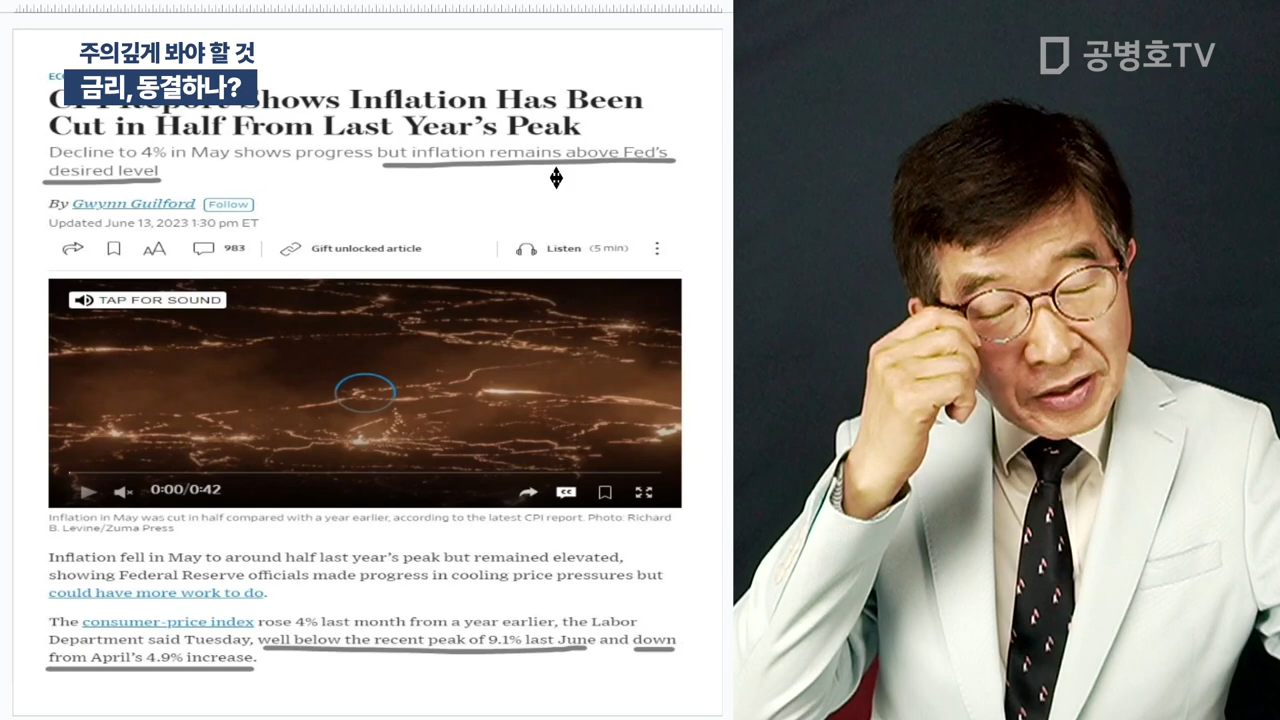 주의깊게 봐야 할 것
금리, 동결하나?
공병호TV
Shows Inflation Has Been
Cut in Half From Last Year's Peak
Decline to 4% in May shows progress but inflation remains above Fed's
desired level
By Gwynn Guilford Follow
Updated June 13, 2023 1:30 pm ET
983 Gift unlocked article Listen (5 min)
TAP FOR SOUND
0:00/0:42 CC
Inflation in May was cut in half compared with a year earlier, according to the latest CPI report. Photo: Richard
B. Levine/Zuma Press
Inflation fell in May to around half last year's peak but remained elevated,
showing Federal Reserve officials made progress in cooling price pressures but
could have more work to do.
The consumer-price index rose 4% last month from a year earlier, the Labor
Department said Tuesday, well below the recent peak of 9.1% last June and down
from April's 4.9% increase.